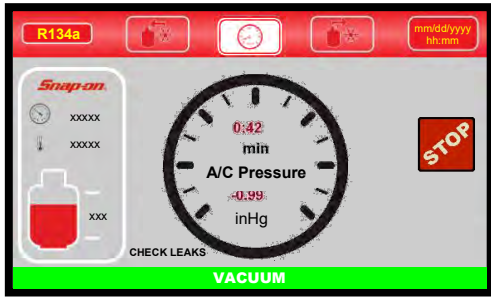 R134a
mm/dd/yyyy
hh:mm
Snap-on
xxxxx
xxxxx
xxx
0:42
min
A/C Pressure
-0.99
inHg
STOP
CHECK LEAKS
VACUUM